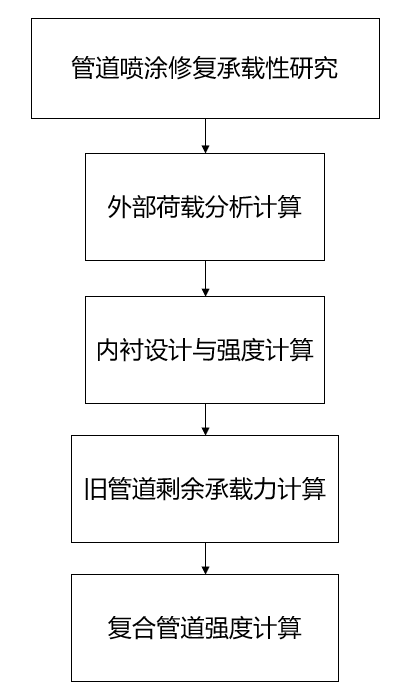 管道喷涂修复承载性研究
外部荷载分析计算
内衬设计与强度计算
旧管道剩余承载力计算
复合管道强度计算